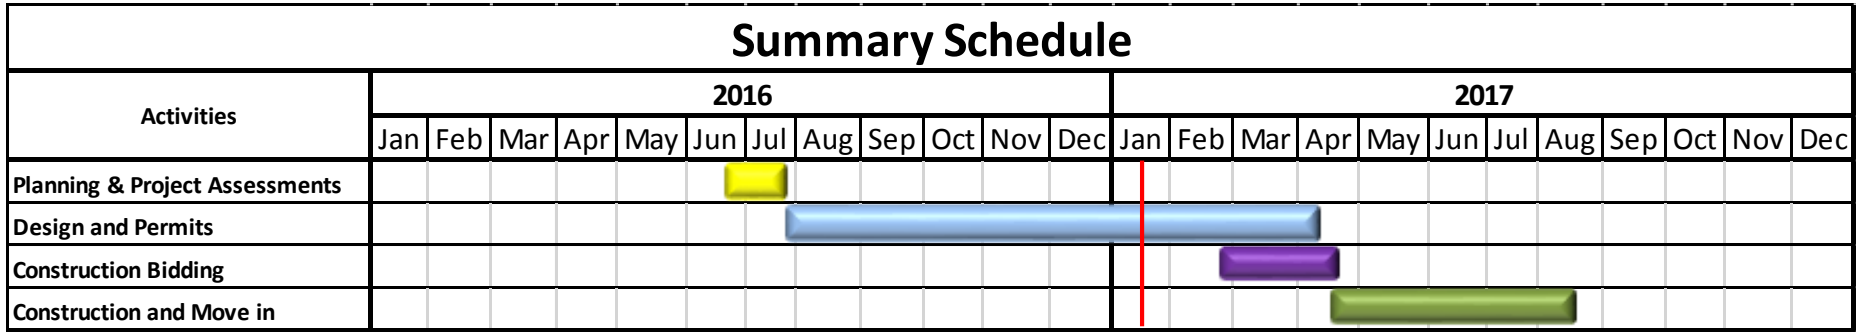 Summary Schedule
Activities
2016
2017
Jan Feb Mar Apr May Jun Jul Aug Sep Oct Nov Dec Jan Feb Mar Apr May Jun Jul Aug Sep Oct Nov Dec
Planning & Project Assessments
Design and Permits
Construction Bidding
Construction and Move in